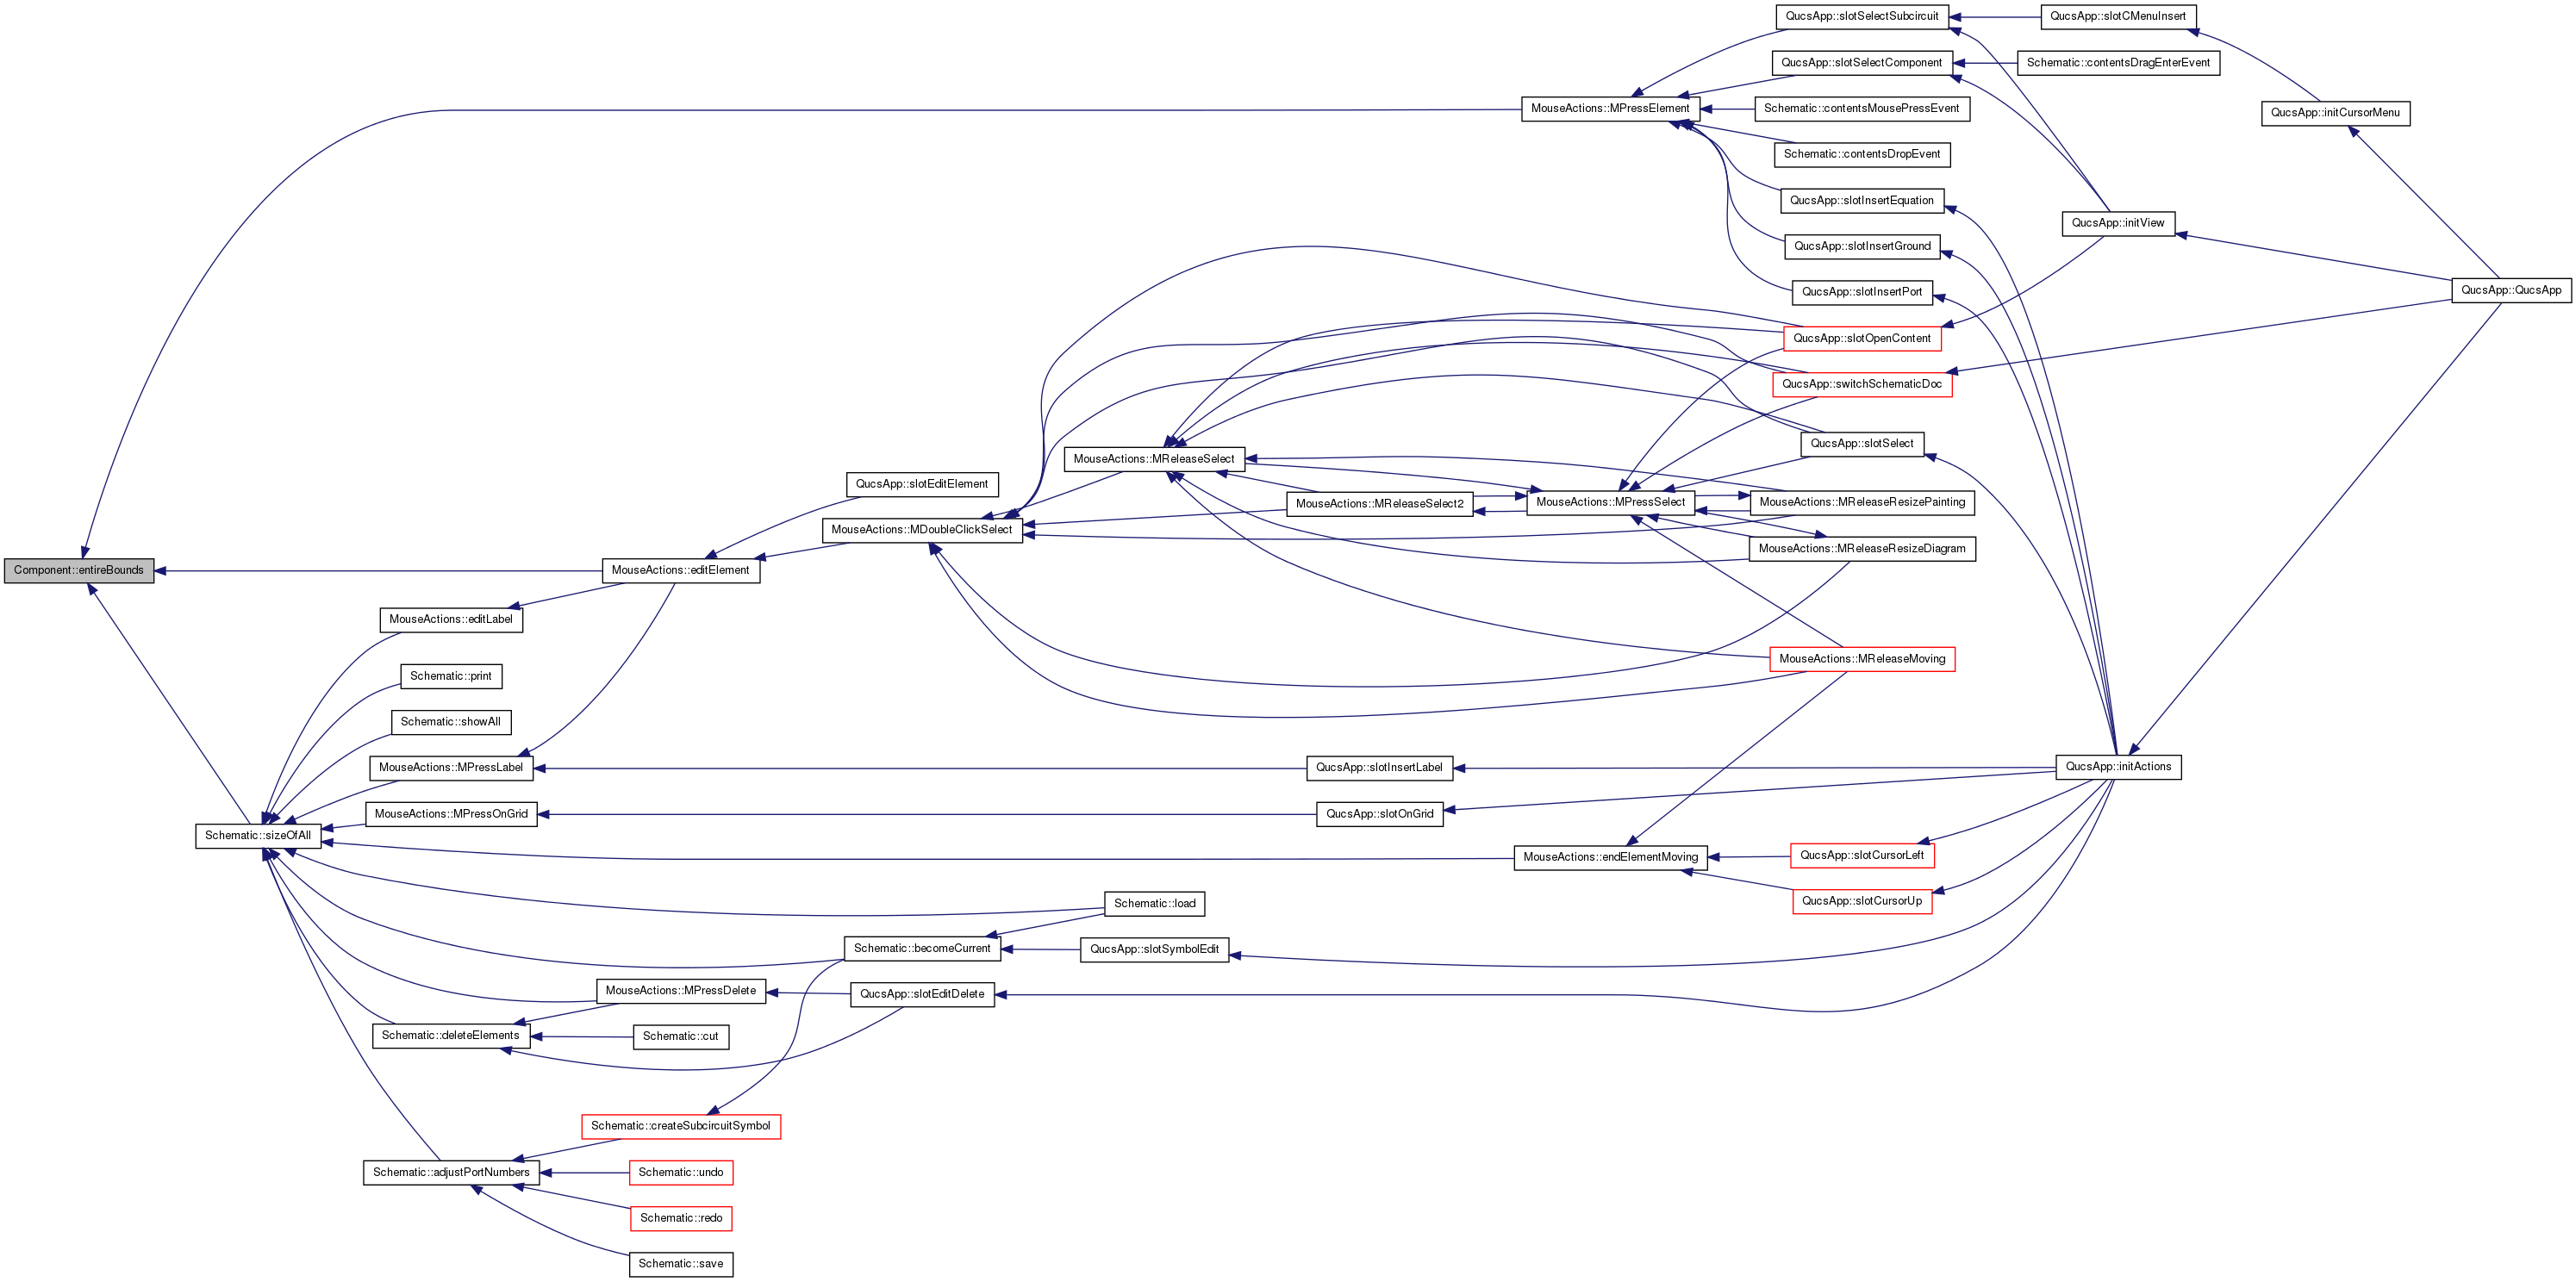 QucsApp::slotSelectSubcircuit
QucsApp::slotCMenuInsert
QucsApp::slotSelectComponent
Schematic::contentsDragEnterEvent
MouseActions::MPressElement
Schematic::contentsMousePressEvent
QucsApp::initCursorMenu
Schematic::contentsDropEvent
QucsApp::slotInsertEquation
QucsApp::initView
QucsApp::slotInsertGround
QucsApp::slotInsertPort
QucsApp::QucsApp
QucsApp::slotOpenContent
QucsApp::switchSchematicDoc
QucsApp::slotSelect
MouseActions::MReleaseSelect
QucsApp::slotEditElement
MouseActions::MReleaseSelect2
MouseActions::MPressSelect
MouseActions::MReleaseResizePainting
MouseActions::MDoubleClickSelect
MouseActions::MReleaseResizeDiagram
Component::entireBounds
MouseActions::editElement
MouseActions::editLabel
MouseActions::MReleaseMoving
Schematic::print
Schematic::showAll
MouseActions::MPressLabel
QucsApp::slotInsertLabel
QucsApp::initActions
MouseActions::MPressOnGrid
QucsApp::slotOnGrid
Schematic::sizeOfAll
MouseActions::endElementMoving
QucsApp::slotCursorLeft
QucsApp::slotCursorUp
Schematic::load
Schematic::becomeCurrent
QucsApp::slotSymbolEdit
MouseActions::MPressDelete
QucsApp::slotEditDelete
Schematic::deleteElements
Schematic::cut
Schematic::createSubcircuitSymbol
Schematic::adjustPortNumbers
Schematic::undo
Schematic::redo
Schematic::save